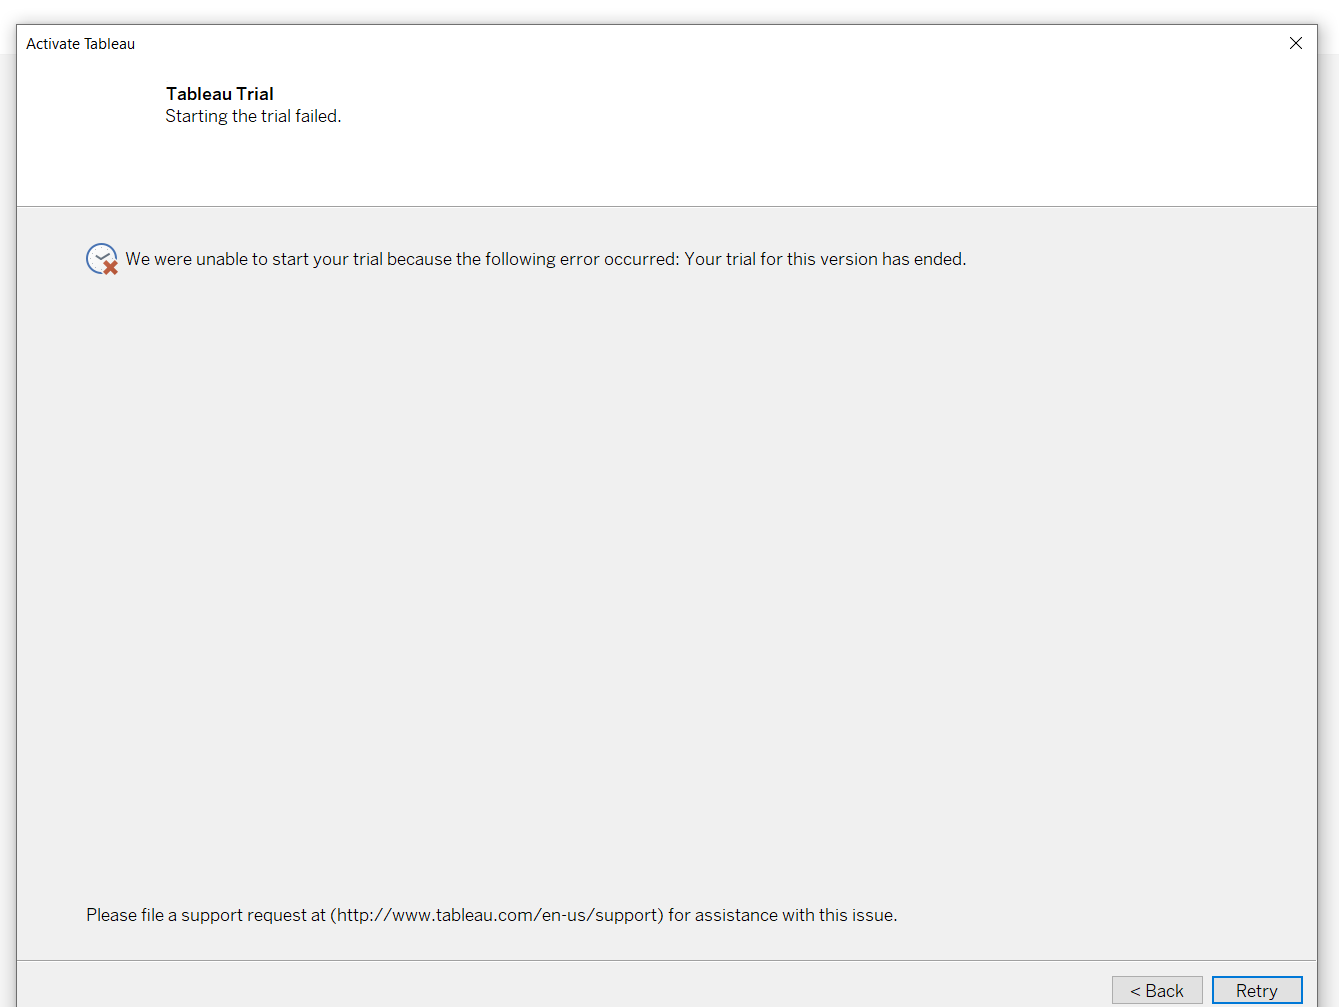 Activate Tableau
Tableau Trial
Starting the trial failed.
We were unable to start your trial because the following error occurred: Your trial for this version has ended.
Please file a support request at (http://www.tableau.com/en-us/support) for assistance with this issue.
< Back
Retry